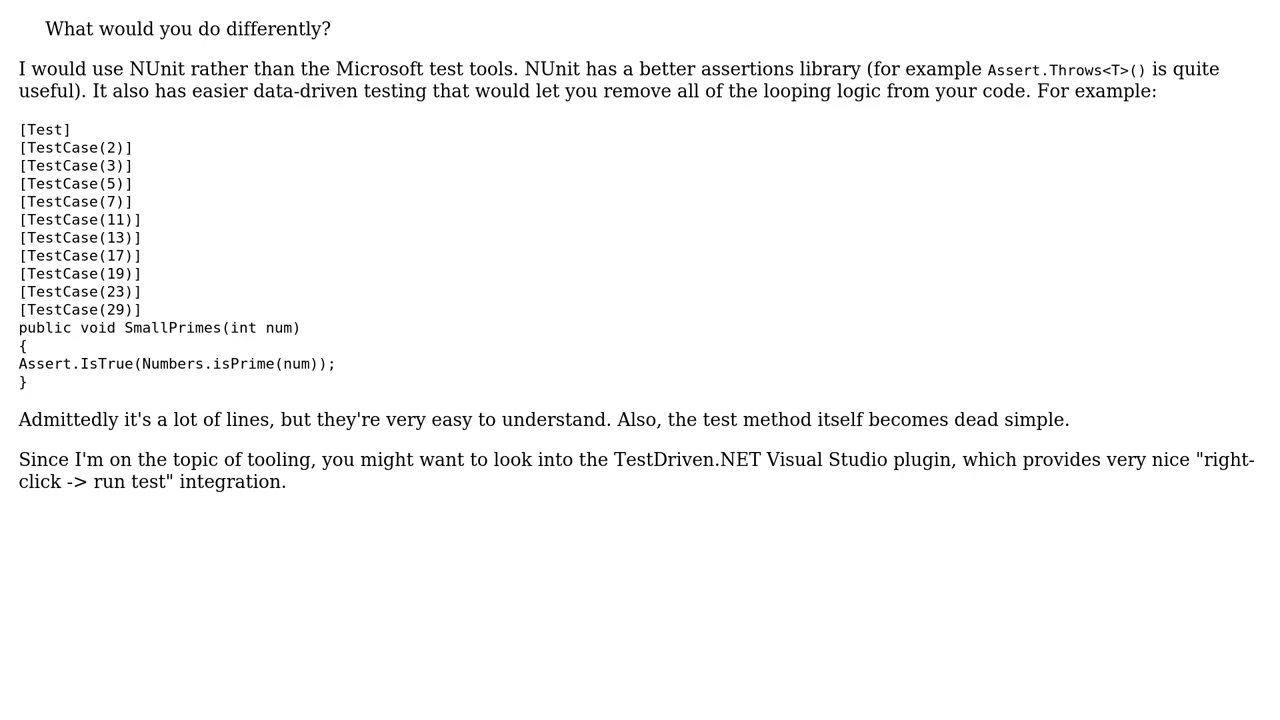 What would you do differently?
I would use NUnit rather than the Microsoft test tools. NUnit has a better assertions library (for example Assert.Throws<T>() is quite
useful). It also has easier data-driven testing that would let you remove all of the looping logic from your code. For example:
[Test]
[TestCase(2)]
[TestCase(3)]
[TestCase(5)]
[TestCase(7)]
[TestCase(11)]
[TestCase(13)]
[TestCase(17)]
[TestCase(19)]
[TestCase(23)]
[TestCase(29)]
public void SmallPrimes(int num)
{
Assert.IsTrue(Numbers.isPrime(num));
}
Admittedly it's a lot of lines, but they're very easy to understand. Also, the test method itself becomes dead simple.
Since I'm on the topic of tooling, you might want to look into the TestDriven.NET Visual Studio plugin, which provides very nice "right-
click -> run test" integration.